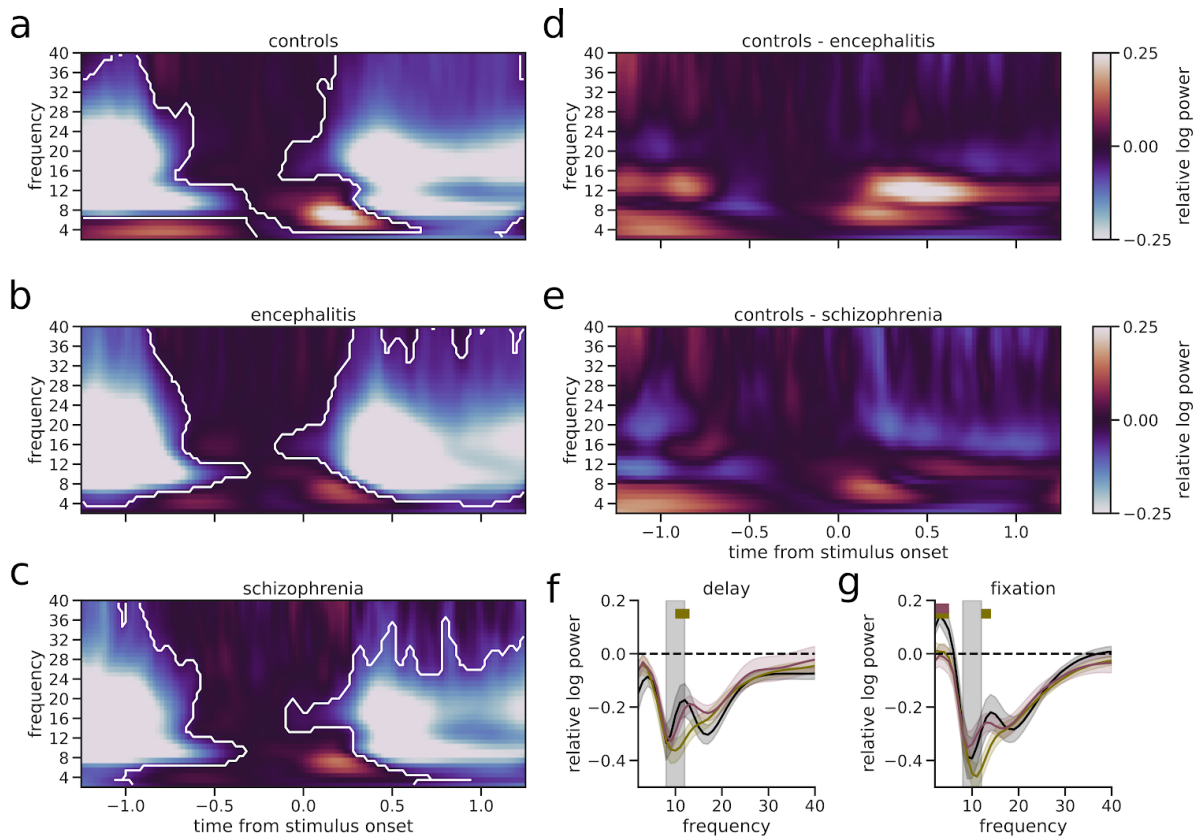 a
controls
40
36
32
28
24
20
16
12
8
4
frequency
d
controls - encephalitis
40
36
32
28
24
20
16
12
8
4
frequency
0.25
0.00
−0.25
relative log power
b
encephalitis
40
36
32
28
24
20
16
12
8
4
frequency
e
controls - schizophrenia
40
36
32
28
24
20
16
12
8
4
frequency
−1.0 −0.5 0.0 0.5 1.0
time from stimulus onset
0.25
0.00
−0.25
relative log power
c
schizophrenia
40
36
32
28
24
20
16
12
8
4
frequency
−1.0 −0.5 0.0 0.5 1.0
time from stimulus onset
f
delay
0.2
0.0
−0.2
−0.4
relative log power
10 20 30 40
frequency
g
fixation
0.2
0.0
−0.2
−0.4
relative log power
10 20 30 40
frequency